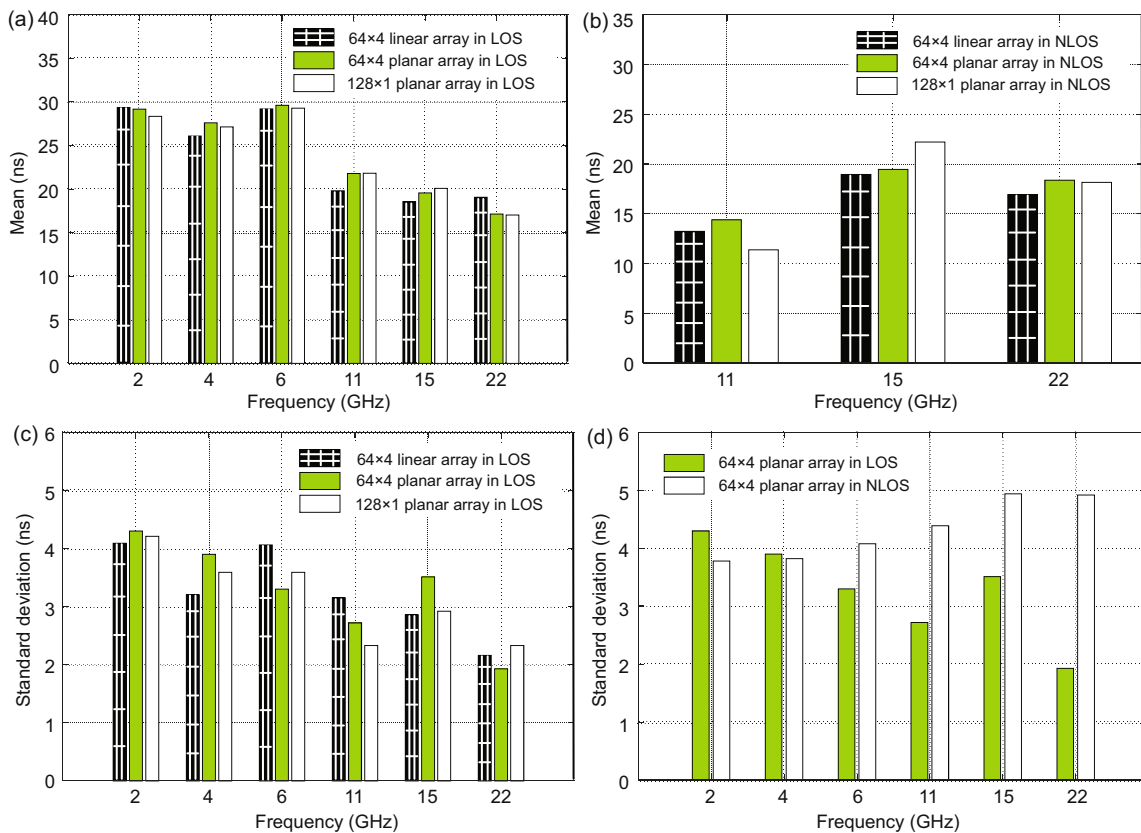 (a)
40
35
30
25
20
15
10
5
0
Mean (ns)
64×4 linear array in LOS
64×4 planar array in LOS
128×1 planar array in LOS
2 4 6 11 15 22
Frequency (GHz)
(b)
35
30
25
20
15
10
5
0
Mean (ns)
64×4 linear array in NLOS
64×4 planar array in NLOS
128×1 planar array in NLOS
11 15 22
Frequency (GHz)
(c)
6
5
4
3
2
1
0
Standard deviation (ns)
64×4 linear array in LOS
64×4 planar array in LOS
128×1 planar array in LOS
2 4 6 11 15 22
Frequency (GHz)
(d)
6
5
4
3
2
1
0
Standard deviation (ns)
64×4 planar array in LOS
64×4 planar array in NLOS
2 4 6 11 15 22
Frequency (GHz)